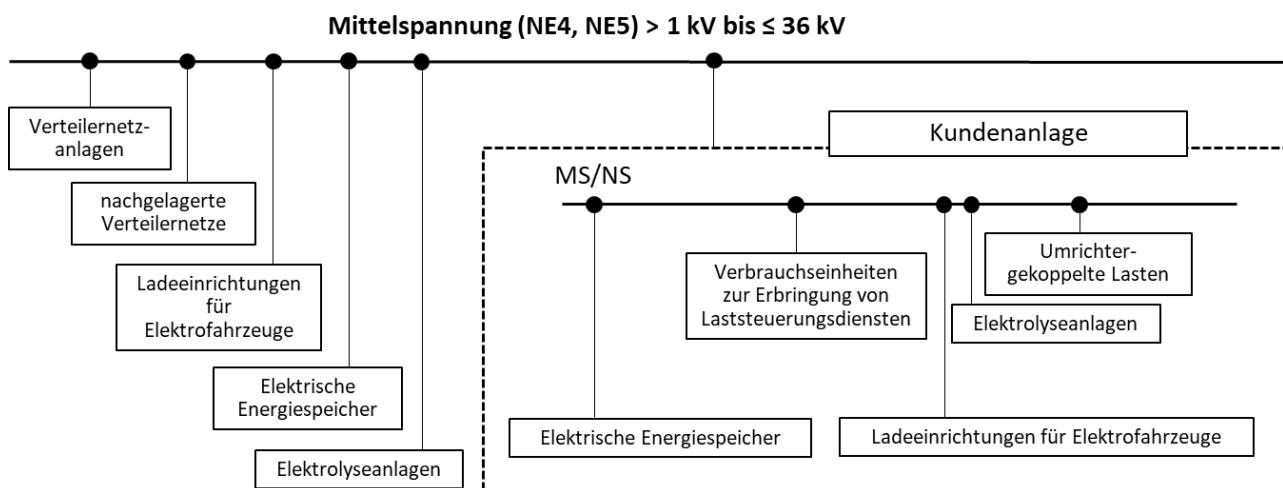 Mittelspannung (NE4, NE5) > 1 kV bis ≤ 36 kV
Verteilernetz-
anlagen
nachgelagerte
Verteilernetze
Ladeeinrichtungen
für
Elektrofahrzeuge
Elektrische
Energiespeicher
Elektrolyseanlagen
Kundenanlage
MS/NS
Elektrische Energiespeicher
Verbrauchseinheiten
zur Erbringung von
Laststeuerungsdiensten
Ladeeinrichtungen für Elektrofahrzeuge
Elektrolyseanlagen
Umrichter-
gekoppelte Lasten